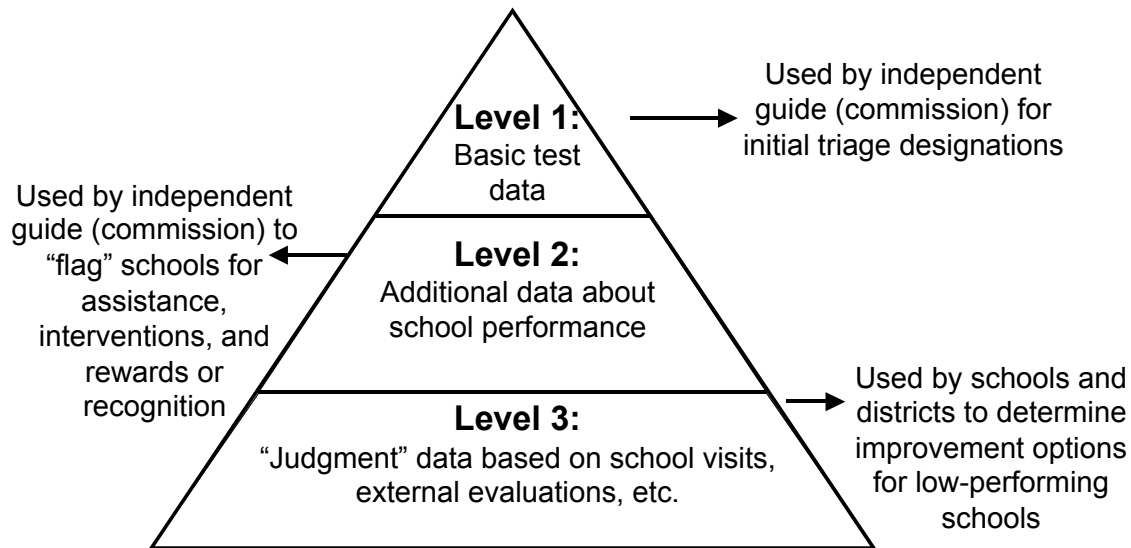 Level 1:
Basic test
data
Used by independent
guide (commission) for
initial triage designations
Used by independent
guide (commission) to
“flag” schools for
assistance,
interventions, and
rewards or
recognition
Level 2:
Additional data about
school performance
Level 3:
“Judgment” data based on school visits,
external evaluations, etc.
Used by schools and
districts to determine
improvement options
for low-performing
schools